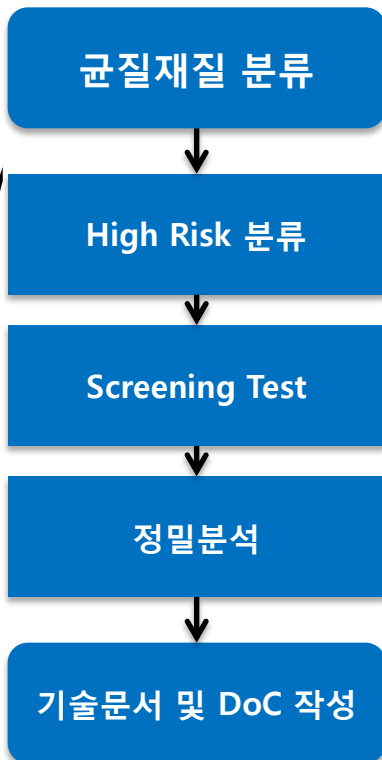 균질재질 분류
High Risk 분류
Screening Test
정밀분석
기술문서 및 DoC 작성